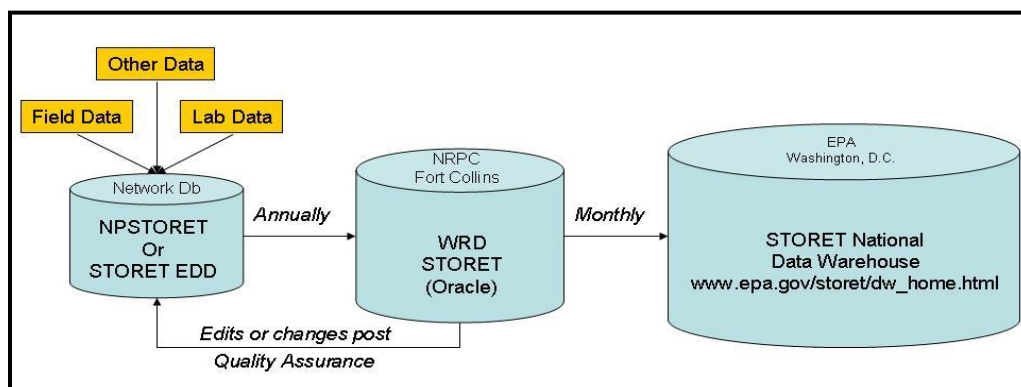 Other Data
Field Data
Lab Data
Network Db
NPSTORET
Or
STORET EDD
Annually
NRPC
Fort Collins
WRD
STORET
(Oracle)
Monthly
EPA
Washington, D.C.
STORET National
Data Warehouse
www.epa.gov/storet/dw_home.html
Edits or changes post
Quality Assurance